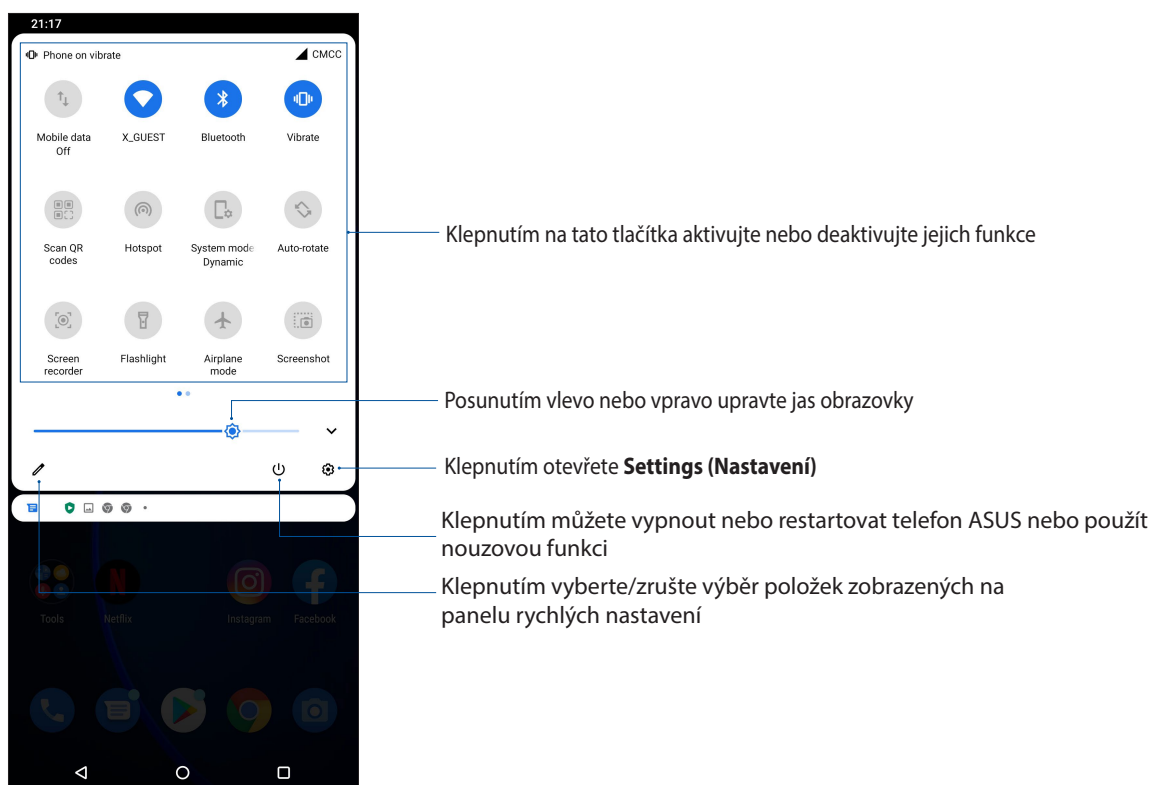 21:17
Phone on vibrate
CMCC
Mobile data
Off
X_GUEST
Bluetooth
Vibrate
Scan QR
codes
Hotspot
System mode
Dynamic
Auto-rotate
Screen
recorder
Flashlight
Airplane
mode
Screenshot
Klepnutím na tato tlačítka aktivujte nebo deaktivujte jejich funkce
Posunutím vlevo nebo vpravo upravte jas obrazovky
Klepnutím otevřete Settings (Nastavení)
Klepnutím můžete vypnout nebo restartovat telefon ASUS nebo použít
nouzovou funkci
Klepnutím vyberte/zrušte výběr položek zobrazených na
panelu rychlých nastavení
Tools
Netflix
Instagram
Facebook